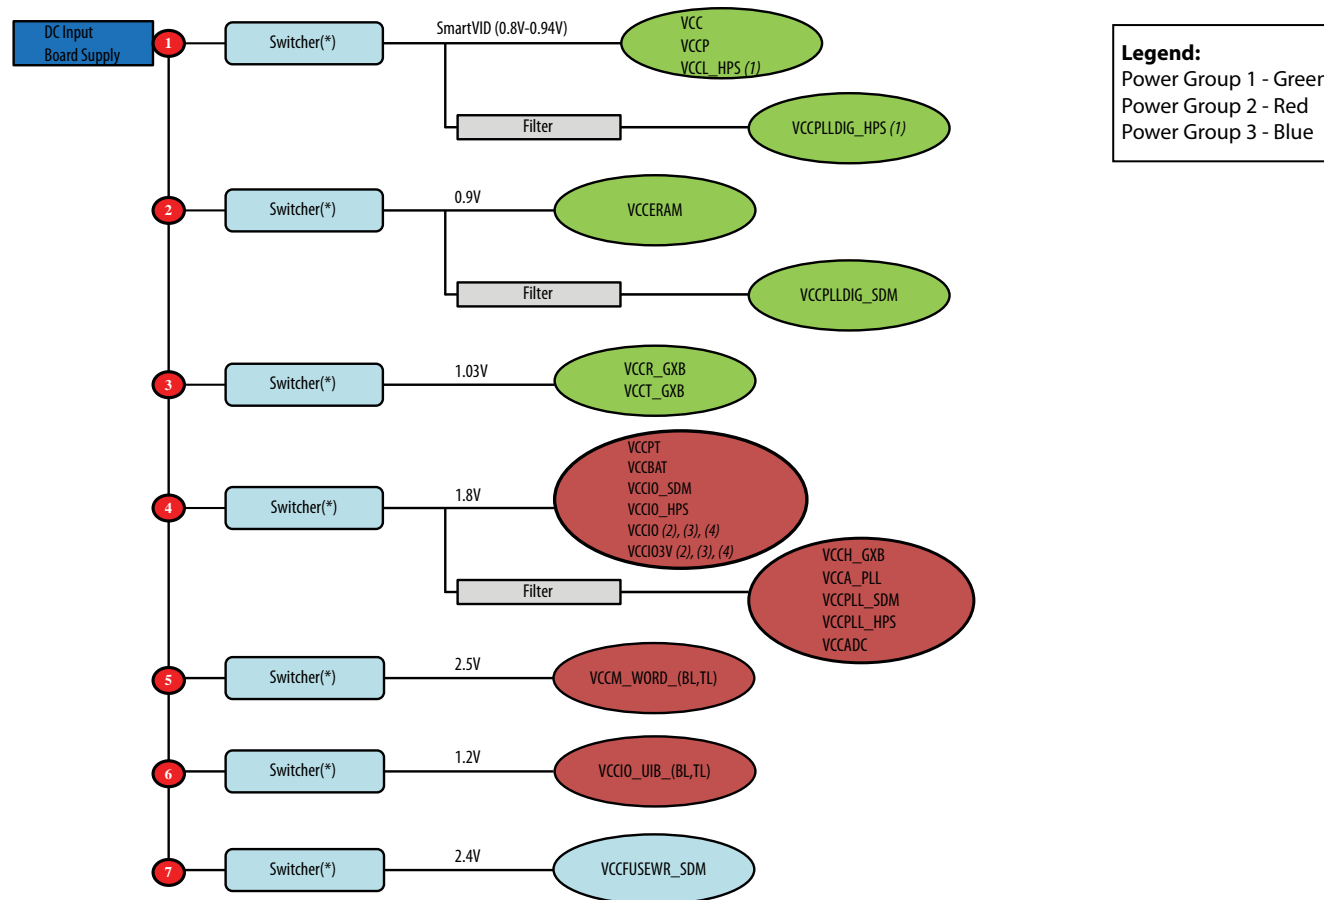 DC Input
Board Supply
1
Switcher(*)
SmartVID (0.8V-0.94V)
VCC
VCCP
VCCL_HPS (1)
Filter
VCCPLLDIG_HPS (1)
Legend:
Power Group 1 - Green
Power Group 2 - Red
Power Group 3 - Blue
2
Switcher(*)
0.9V
VCCERAM
Filter
VCCPLLDIG_SDM
3
Switcher(*)
1.03V
VCCR_GXB
VCCT_GXB
4
Switcher(*)
1.8V
VCCPT
VCCBAT
VCCIO_SDM
VCCIO_HPS
VCCIO (2), (3), (4)
VCCIO3V (2), (3), (4)
Filter
VCCH_GXB
VCCA_PLL
VCCPLL_SDM
VCCPLL_HPS
VCCADC
5
Switcher(*)
2.5V
VCCM_WORD_(BL,TL)
6
Switcher(*)
1.2V
VCCIO_UIB_(BL,TL)
7
Switcher(*)
2.4V
VCCFUSEWR_SDM